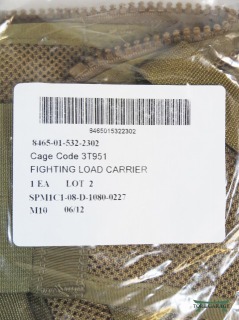 8465015322302
8465-01-532-2302
Cage Code 3T951
FIGHTING LOAD CARRIER
1 EA LOT 2
SPM1C1-08-D-1080-0227
M10 06/12